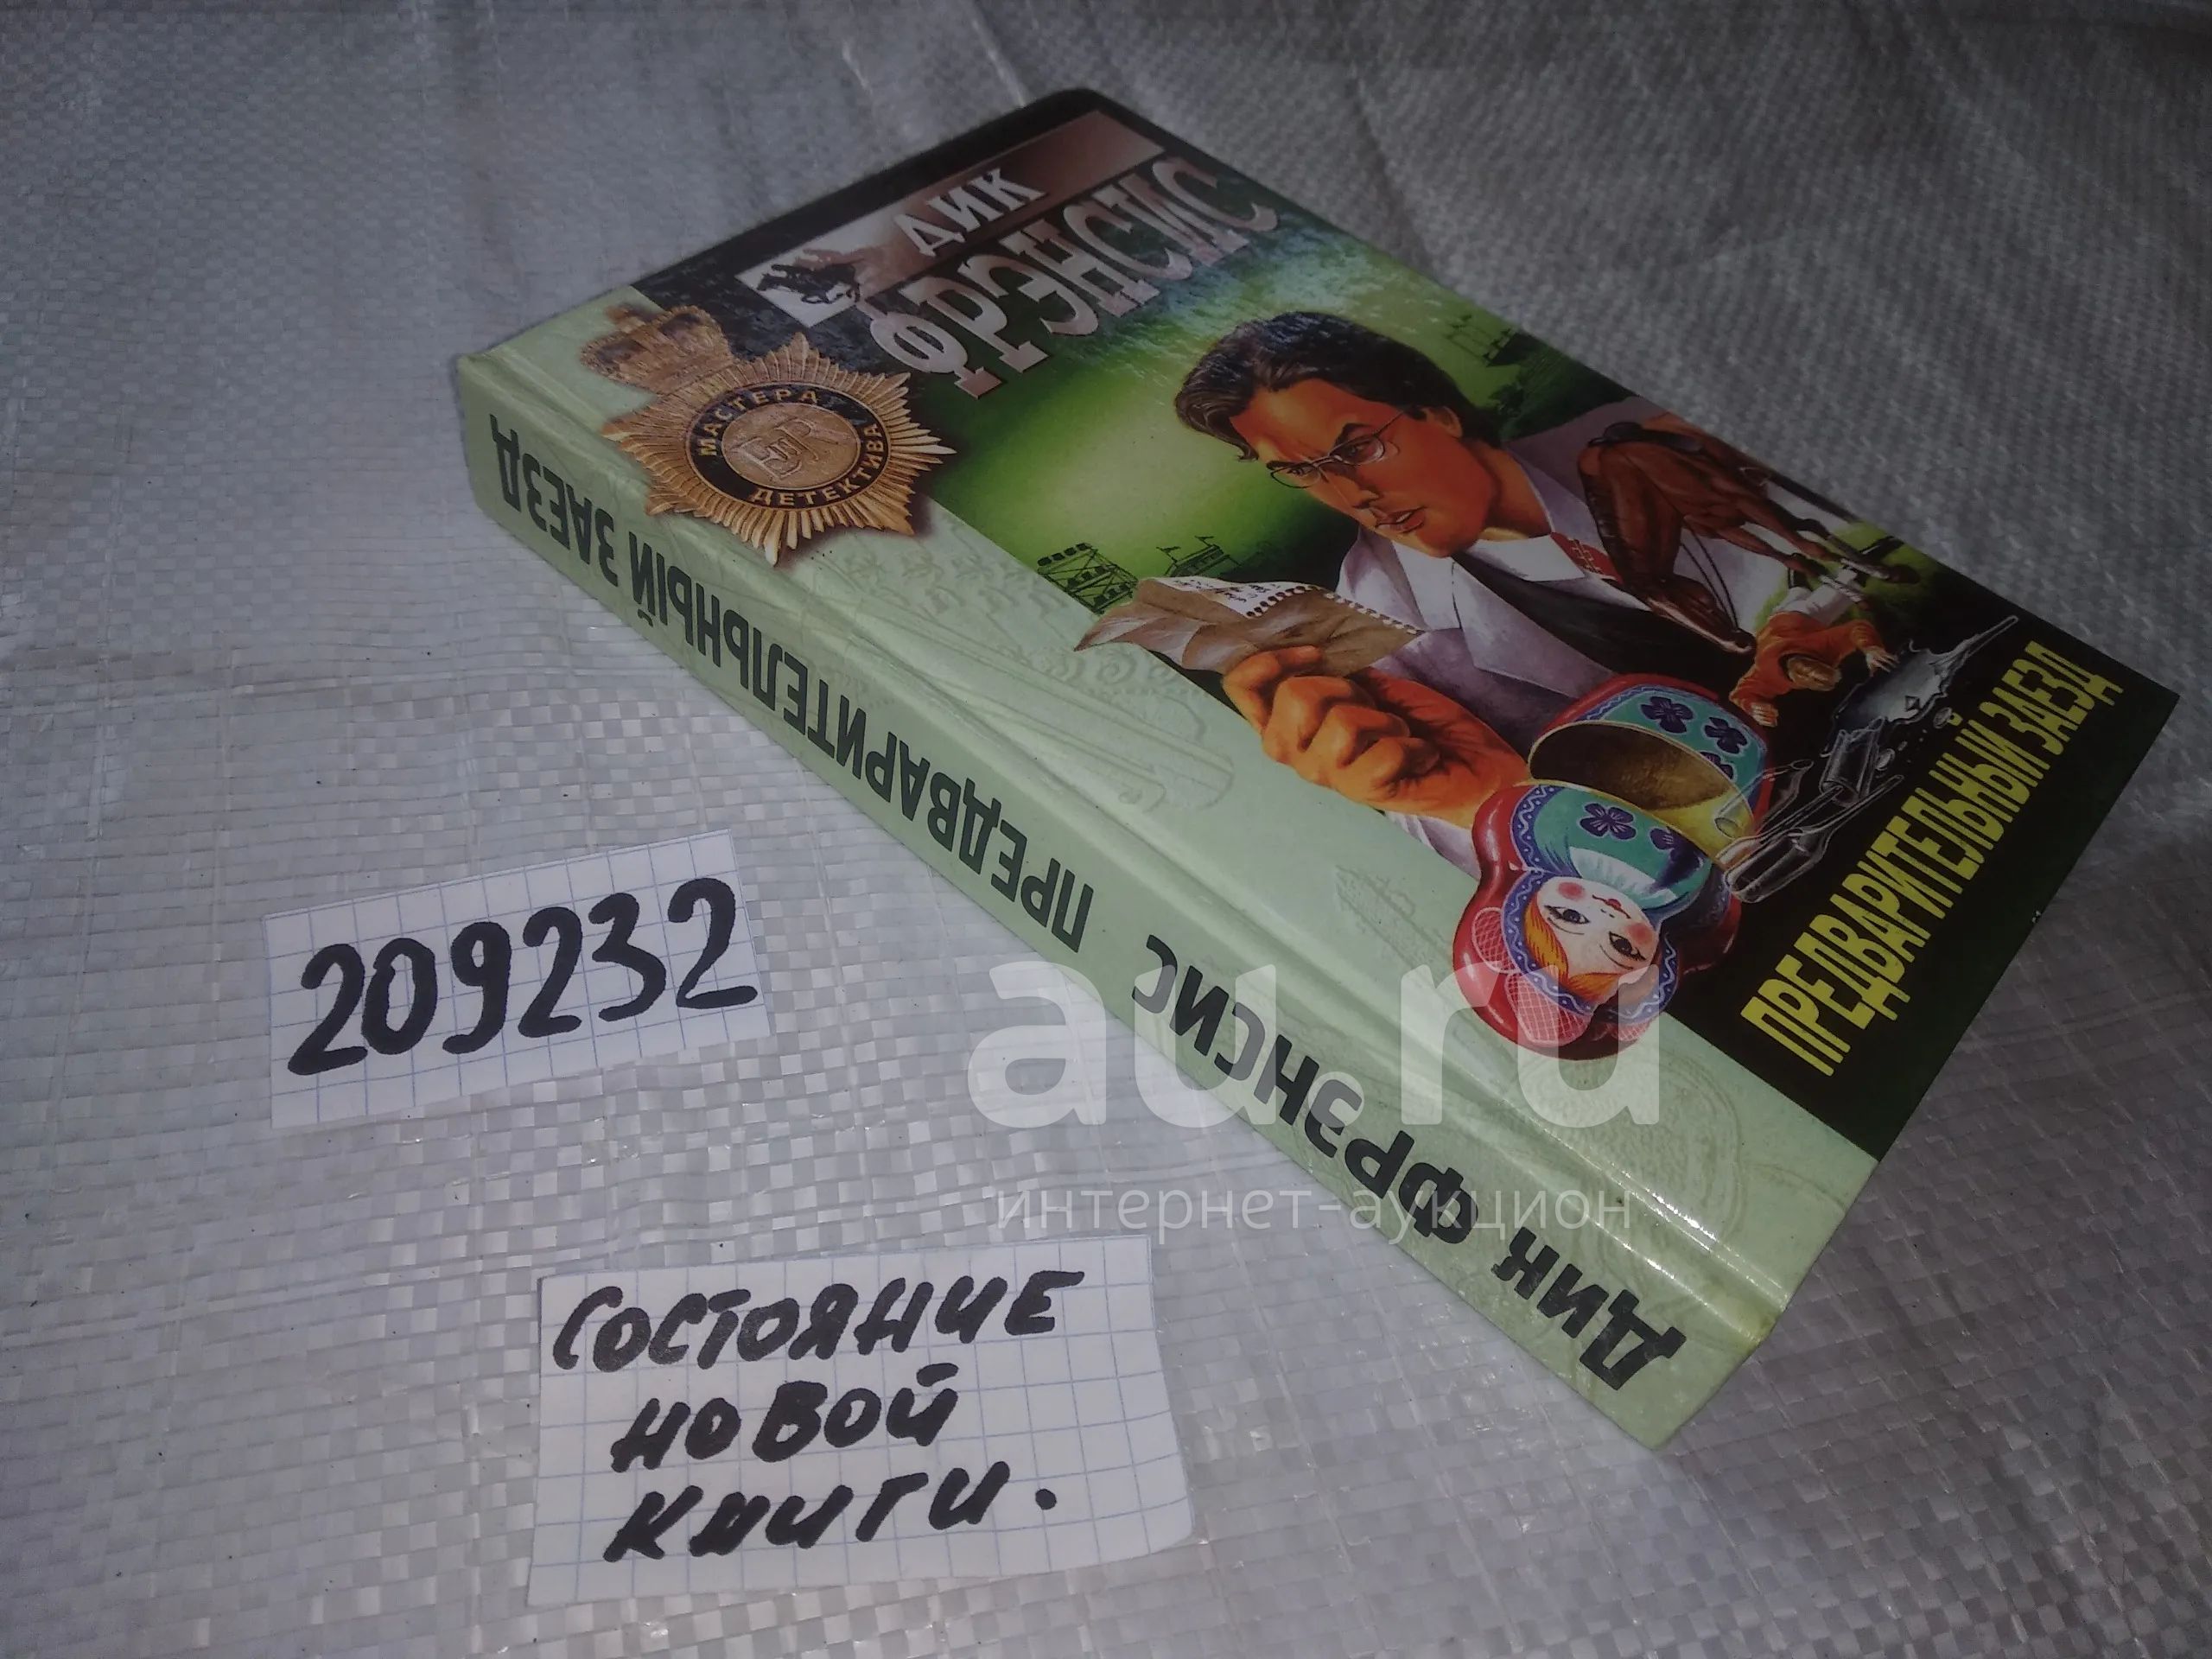 ДИК
ФРЭНСИС
МАСТЕРА
ДЕТЕКТИВА
ПРЕДВАРИТЕЛЬНЫЙ ЗАЕЗД
ДИК ФРЭНСИС ПРЕДВАРИТЕЛЬНЫЙ ЗАЕЗД
209232
au.ru
интернет-аукцион
СОСТОЯНИЕ
НОВОЙ
КНИГИ.